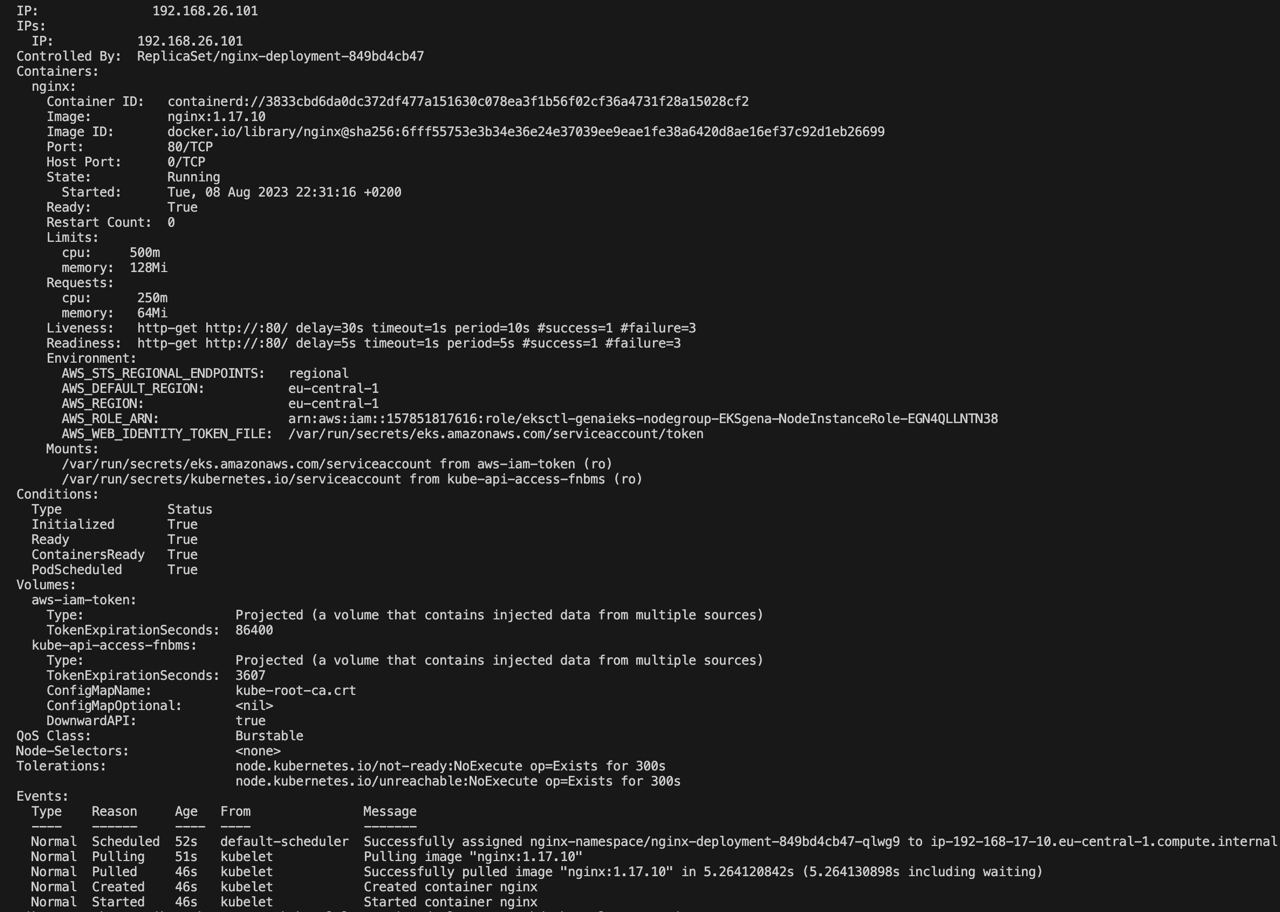 IP: 192.168.26.101
IPs:
IP: 192.168.26.101
Controlled By: ReplicaSet/nginx-deployment-849bd4cb47
Containers:
nginx:
Container ID: containerd://3833cbd6da0dc372df477a151630c078ea3f1b56f02cf36a4731f28a15028cf2
Image: nginx:1.17.10
Image ID: docker.io/library/nginx@sha256:6fff55753e3b34e36e24e37039ee9eae1fe38a6420d8ae16ef37c92d1eb26699
Port: 80/TCP
Host Port: 0/TCP
State: Running
Started: Tue, 08 Aug 2023 22:31:16 +0200
Ready: True
Restart Count: 0
Limits:
cpu: 500m
memory: 128Mi
Requests:
cpu: 250m
memory: 64Mi
Liveness: http-get http://:80/ delay=30s timeout=1s period=10s #success=1 #failure=3
Readiness: http-get http://:80/ delay=5s timeout=1s period=5s #success=1 #failure=3
Environment:
AWS_STS_REGIONAL_ENDPOINTS: regional
AWS_DEFAULT_REGION: eu-central-1
AWS_REGION: eu-central-1
AWS_ROLE_ARN: arn:aws:iam::157851817616:role/eksctl-genaieks-nodegroup-EKSgena-NodeInstanceRole-EGN4QLLNTN38
AWS_WEB_IDENTITY_TOKEN_FILE: /var/run/secrets/eks.amazonaws.com/serviceaccount/token
Mounts:
/var/run/secrets/eks.amazonaws.com/serviceaccount from aws-iam-token (ro)
/var/run/secrets/kubernetes.io/serviceaccount from kube-api-access-fnbms (ro)
Conditions:
Type Status
Initialized True
Ready True
ContainersReady True
PodScheduled True
Volumes:
aws-iam-token:
Type: Projected (a volume that contains injected data from multiple sources)
TokenExpirationSeconds: 86400
kube-api-access-fnbms:
Type: Projected (a volume that contains injected data from multiple sources)
TokenExpirationSeconds: 3607
ConfigMapName: kube-root-ca.crt
ConfigMapOptional: <nil>
DownwardAPI: true
QoS Class: Burstable
Node-Selectors: <none>
Tolerations: node.kubernetes.io/not-ready:NoExecute op=Exists for 300s
node.kubernetes.io/unreachable:NoExecute op=Exists for 300s
Events:
Type Reason Age From Message
---- ------ ---- ---- -------
Normal Scheduled 52s default-scheduler Successfully assigned nginx-namespace/nginx-deployment-849bd4cb47-qlwg9 to ip-192-168-17-10.eu-central-1.compute.internal
Normal Pulling 51s kubelet Pulling image "nginx:1.17.10"
Normal Pulled 46s kubelet Successfully pulled image "nginx:1.17.10" in 5.264120842s (5.264130898s including waiting)
Normal Created 46s kubelet Created container nginx
Normal Started 46s kubelet Started container nginx